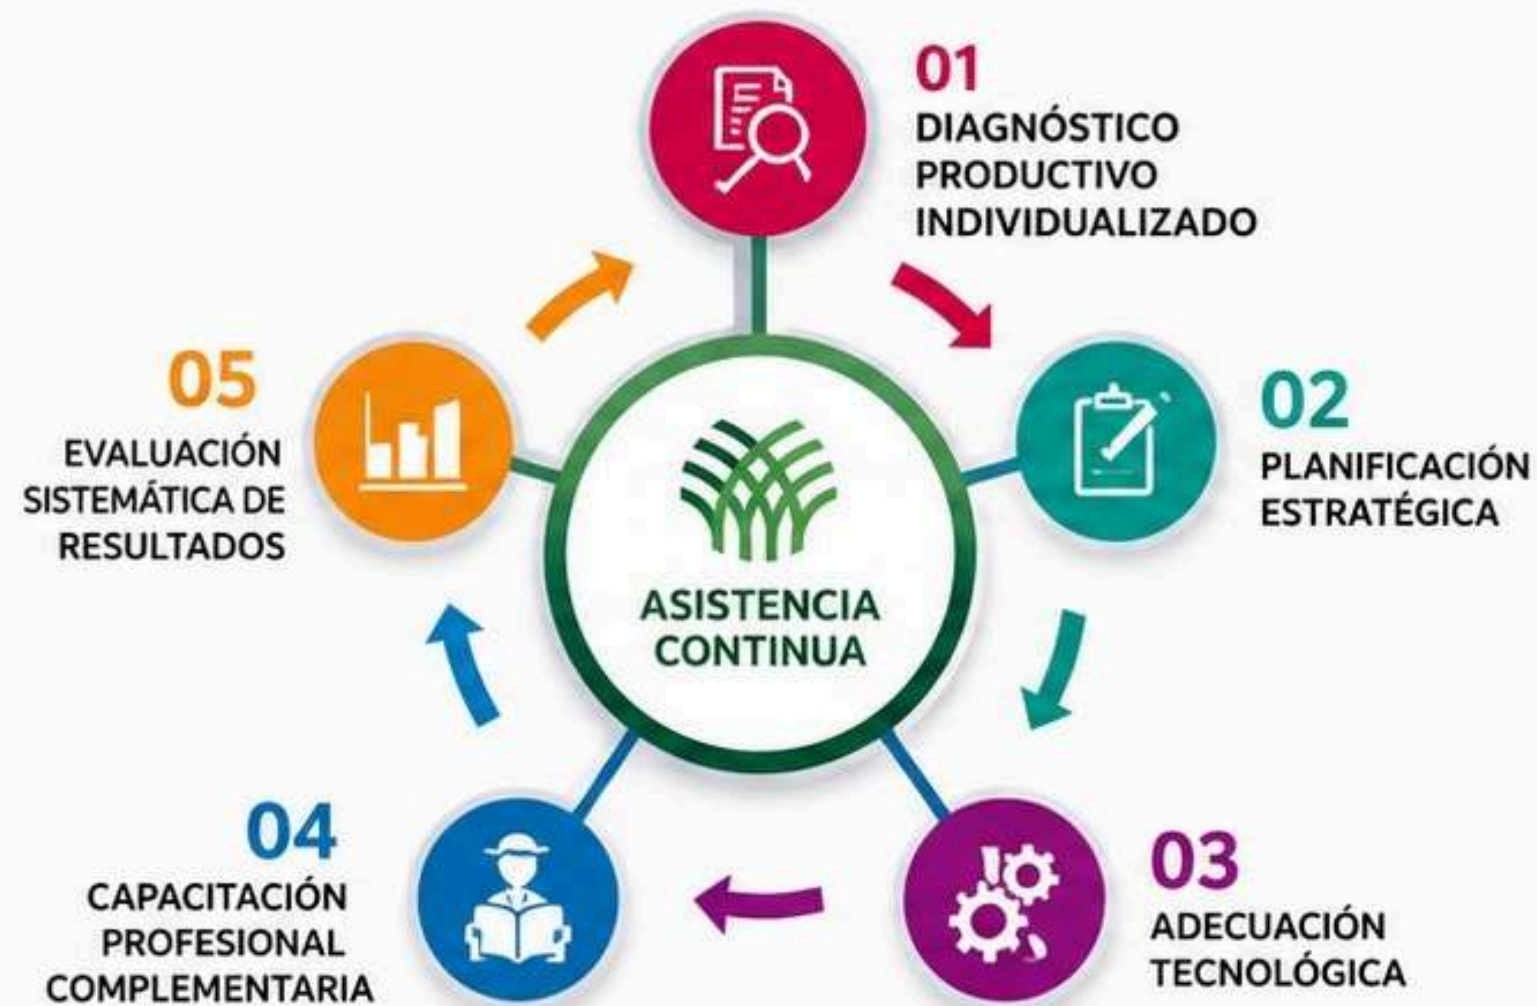 01
DIAGNÓSTICO
PRODUCTIVO
INDIVIDUALIZADO
02
PLANIFICACIÓN
ESTRATÉGICA
03
ADECUACIÓN
TECNOLÓGICA
04
CAPACITACIÓN
PROFESIONAL
COMPLEMENTARIA
05
EVALUACIÓN
SISTEMÁTICA DE
RESULTADOS
ASISTENCIA
CONTINUA